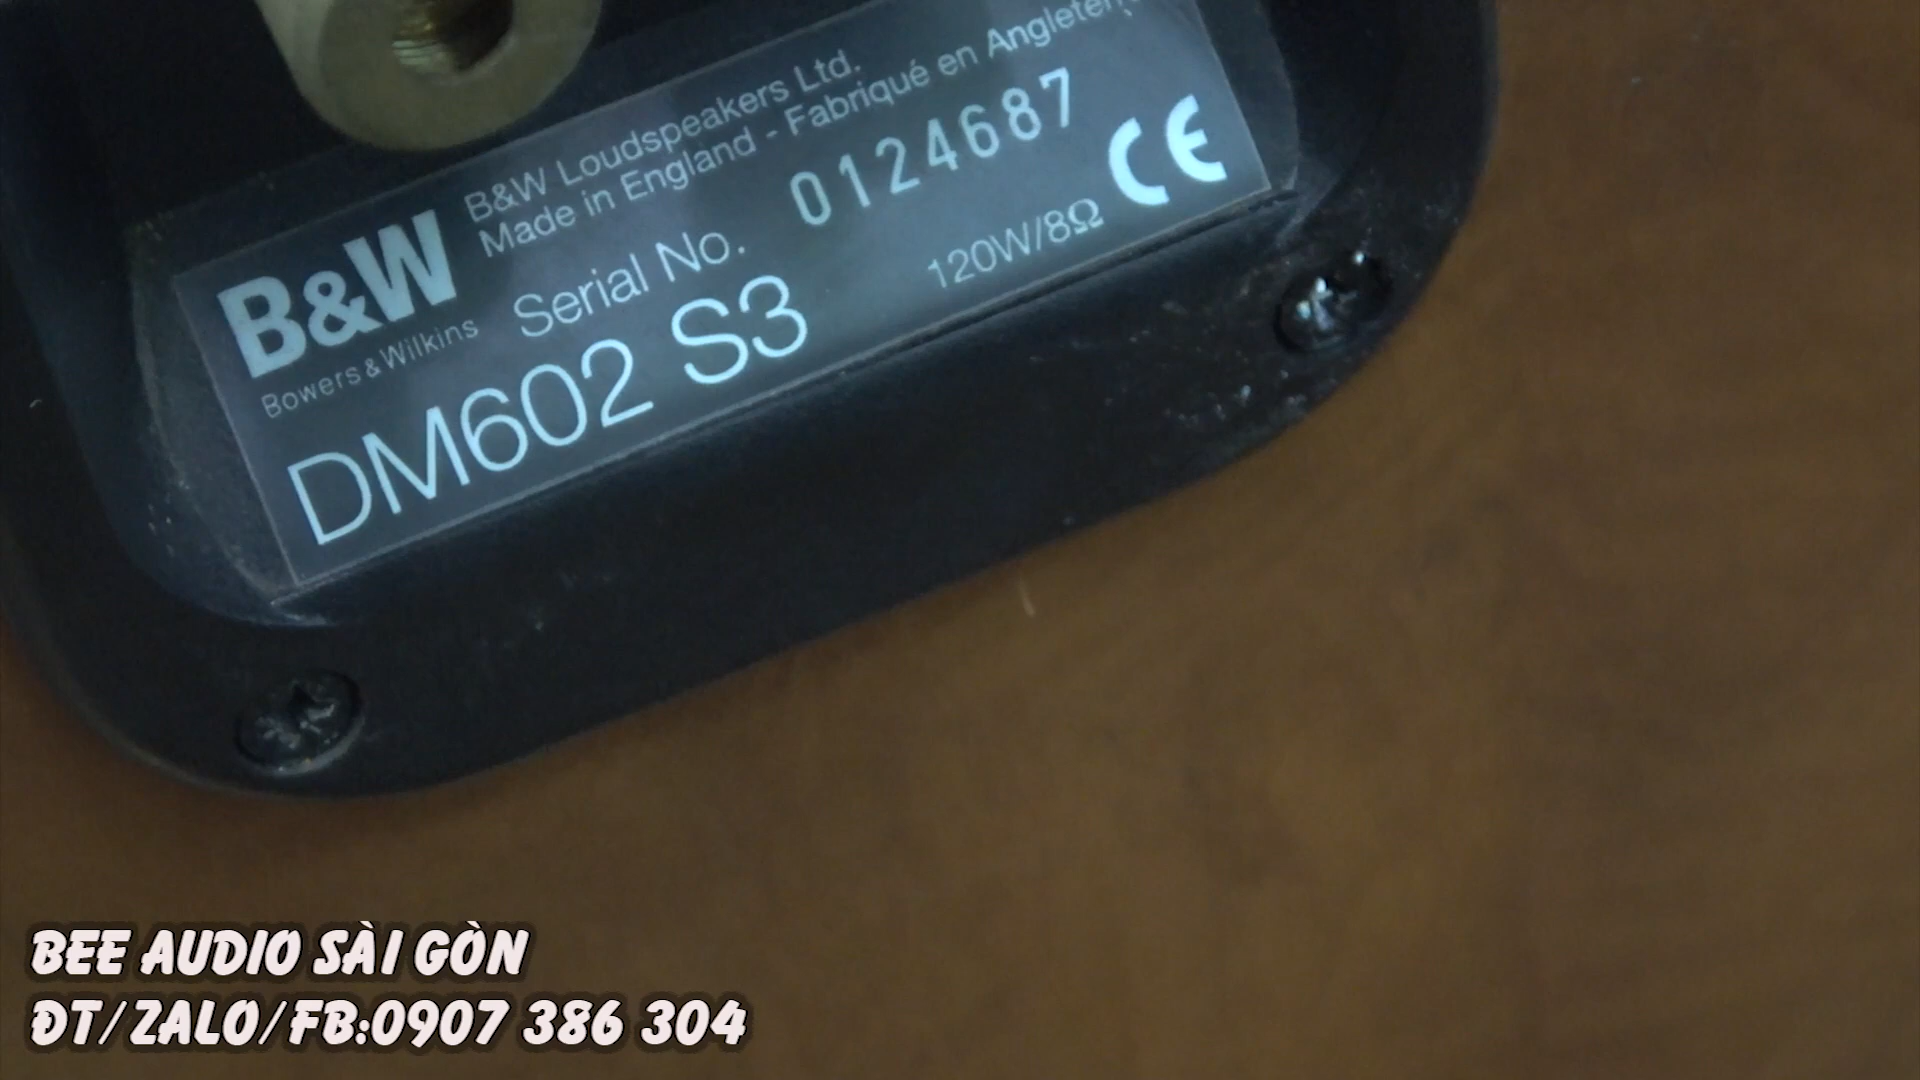 B&W
Bowers & Wilkins
B&W Loudspeakers Ltd.
Made in England - Fabriqué en
Serial No. 0124687
DM602 S3
120W/8Ω
CE
BEE AUDIO SÀI GÒN
ĐT/ZALO/FB:0907 386 304